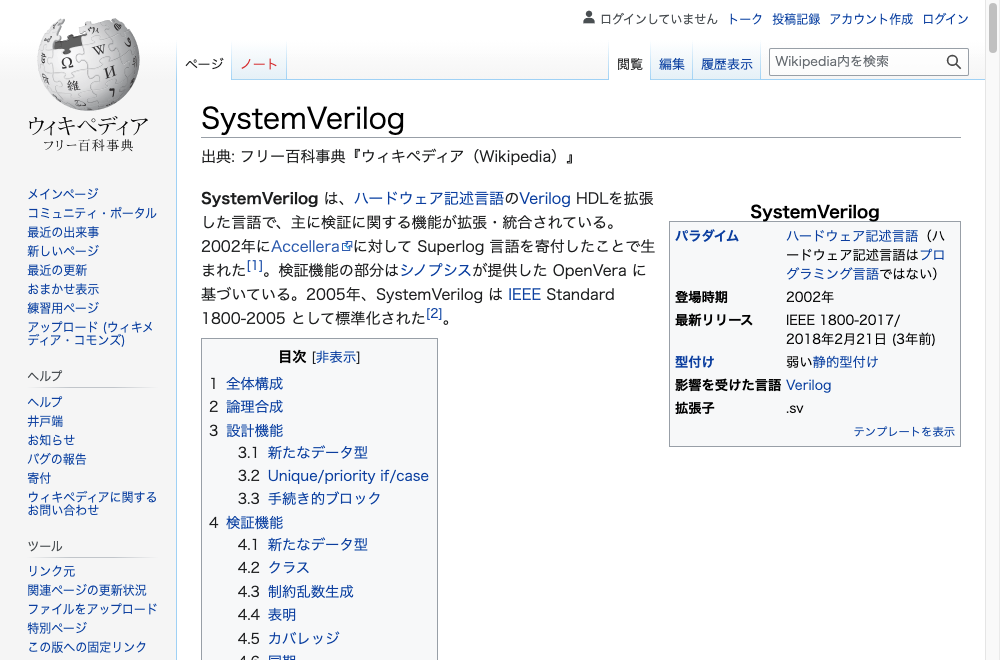 ログインしていません トーク 投稿記録 アカウント作成 ログイン
ページ ノート 閲覧 編集 履歴表示 Wikipedia内を検索
ウィキペディア
フリー百科事典
メインページ
コミュニティ・ポータル
最近の出来事
新しいページ
最近の更新
おまかせ表示
練習用ページ
アップロード (ウィキメ
ディア・コモンズ)
ヘルプ
ヘルプ
井戸端
お知らせ
バグの報告
寄付
ウィキペディアに関する
お問い合わせ
ツール
リンク元
関連ページの更新状況
ファイルをアップロード
特別ページ
この版への固定リンク
SystemVerilog
出典: フリー百科事典『ウィキペディア（Wikipedia）』
SystemVerilog は、ハードウェア記述言語のVerilog HDLを拡張
した言語で、主に検証に関する機能が拡張・統合されている。
2002年にAccelleraに対して Superlog 言語を寄付したことで生
まれた[1]。検証機能の部分はシノプシスが提供した OpenVera に
基づいている。2005年、SystemVerilog は IEEE Standard
1800-2005 として標準化された[2]。
SystemVerilog
パラダイム ハードウェア記述言語（ハ
ードウェア記述言語はプロ
グラミング言語ではない）
登場時期 2002年
最新リリース IEEE 1800-2017/
2018年2月21日 (3年前)
型付け 弱い静的型付け
影響を受けた言語 Verilog
拡張子 .sv
テンプレートを表示
目次 [非表示]
1 全体構成
2 論理合成
3 設計機能
3.1 新たなデータ型
3.2 Unique/priority if/case
3.3 手続き的ブロック
4 検証機能
4.1 新たなデータ型
4.2 クラス
4.3 制約乱数生成
4.4 表明
4.5 カバレッジ
4.6 同期